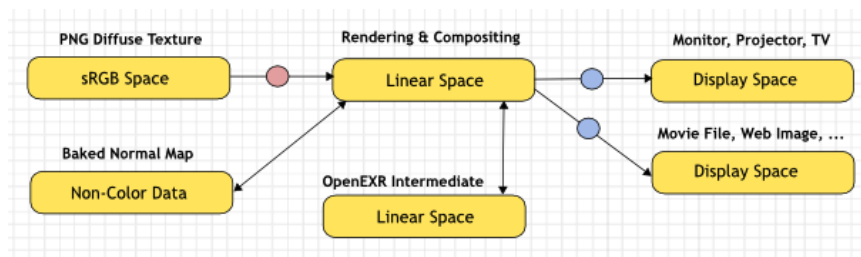 PNG Diffuse Texture
sRGB Space
Rendering & Compositing
Linear Space
Monitor, Projector, TV
Display Space
Movie File, Web Image, ...
Display Space
Baked Normal Map
Non-Color Data
OpenEXR Intermediate
Linear Space